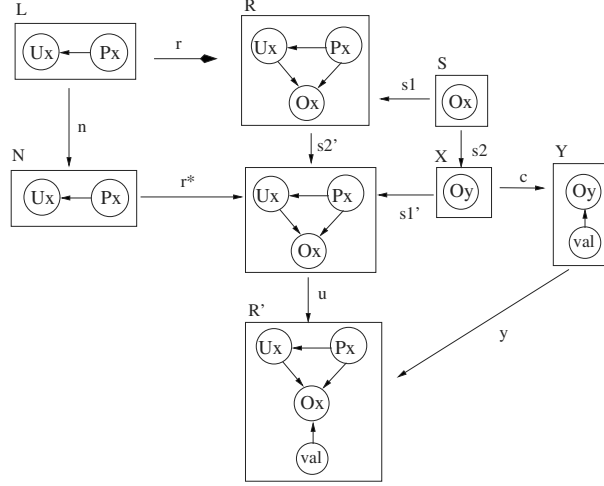 L
R
Ux
Px
r
Ux
Px
Ox
S
s1
Ox
n
s2'
s2
N
X
Y
Ux
Px
r*
Ux
Px
Ox
s1'
Oy
c
Oy
val
u
R'
y
Ux
Px
Ox
val